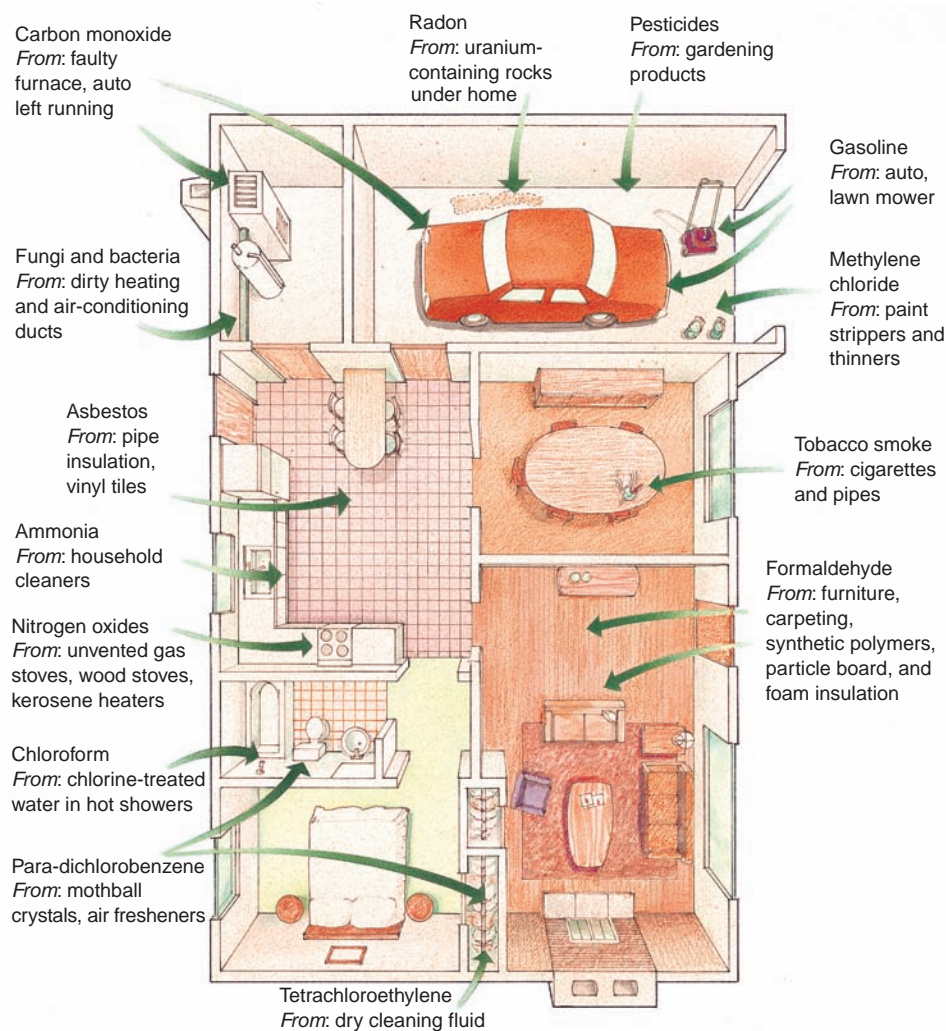 Carbon monoxide
From: faulty
furnace, auto
left running
Radon
From: uranium-
containing rocks
under home
Pesticides
From: gardening
products
Gasoline
From: auto,
lawn mower
Fungi and bacteria
From: dirty heating
and air-conditioning
ducts
Methylene
chloride
From: paint
strippers and
thinners
Asbestos
From: pipe
insulation,
vinyl tiles
Tobacco smoke
From: cigarettes
and pipes
Ammonia
From: household
cleaners
Formaldehyde
From: furniture,
carpeting,
synthetic polymers,
particle board, and
foam insulation
Nitrogen oxides
From: unvented gas
stoves, wood stoves,
kerosene heaters
Chloroform
From: chlorine-treated
water in hot showers
Para-dichlorobenzene
From: mothball
crystals, air fresheners
Tetrachloroethylene
From: dry cleaning fluid